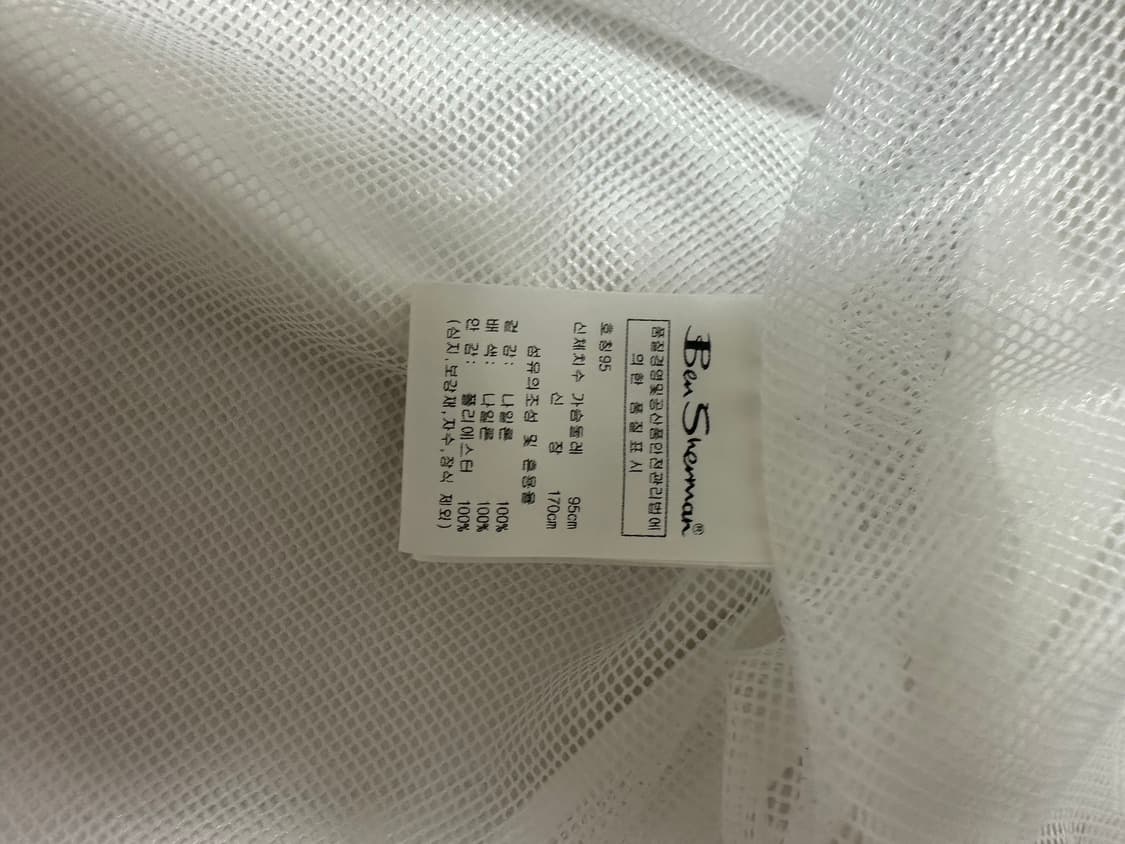 Ben Sherman®
품질경영및공산품안전관리법에
의한 품질표시
호칭95
신체치수 가슴둘레 95cm
신 장 170cm
섬유의조성 및 혼용율
겉 감: 나일론 100%
배 색: 나일론 100%
안 감: 폴리에스터 100%
(심지,보강재,자수,장식 제외)